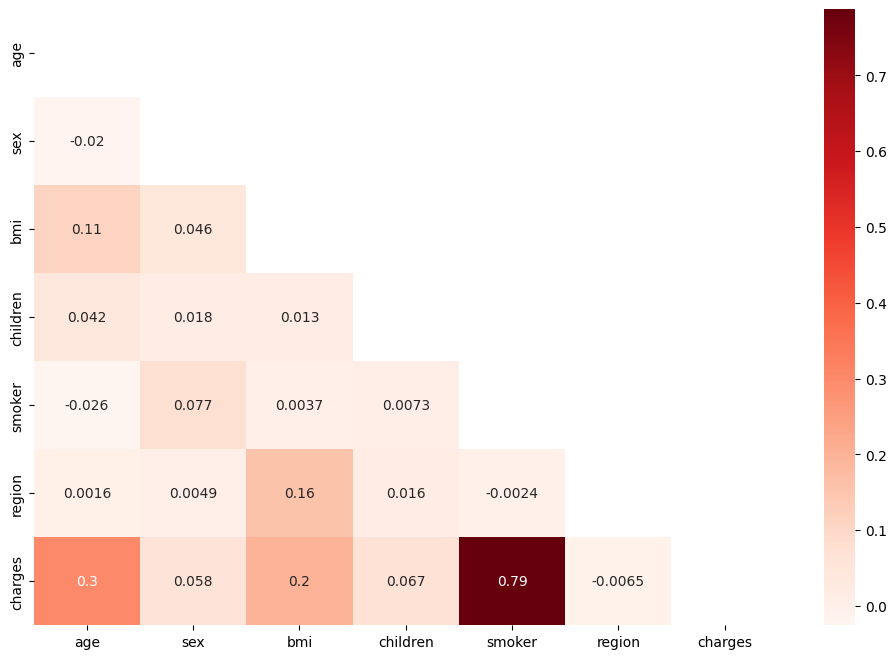 age
sex -0.02
bmi 0.11 0.046
children 0.042 0.018 0.013
smoker -0.026 0.077 0.0037 0.0073
region 0.0016 0.0049 0.16 0.016 -0.0024
charges 0.3 0.058 0.2 0.067 0.79 -0.0065
age sex bmi children smoker region charges
0.7
0.6
0.5
0.4
0.3
0.2
0.1
0.0